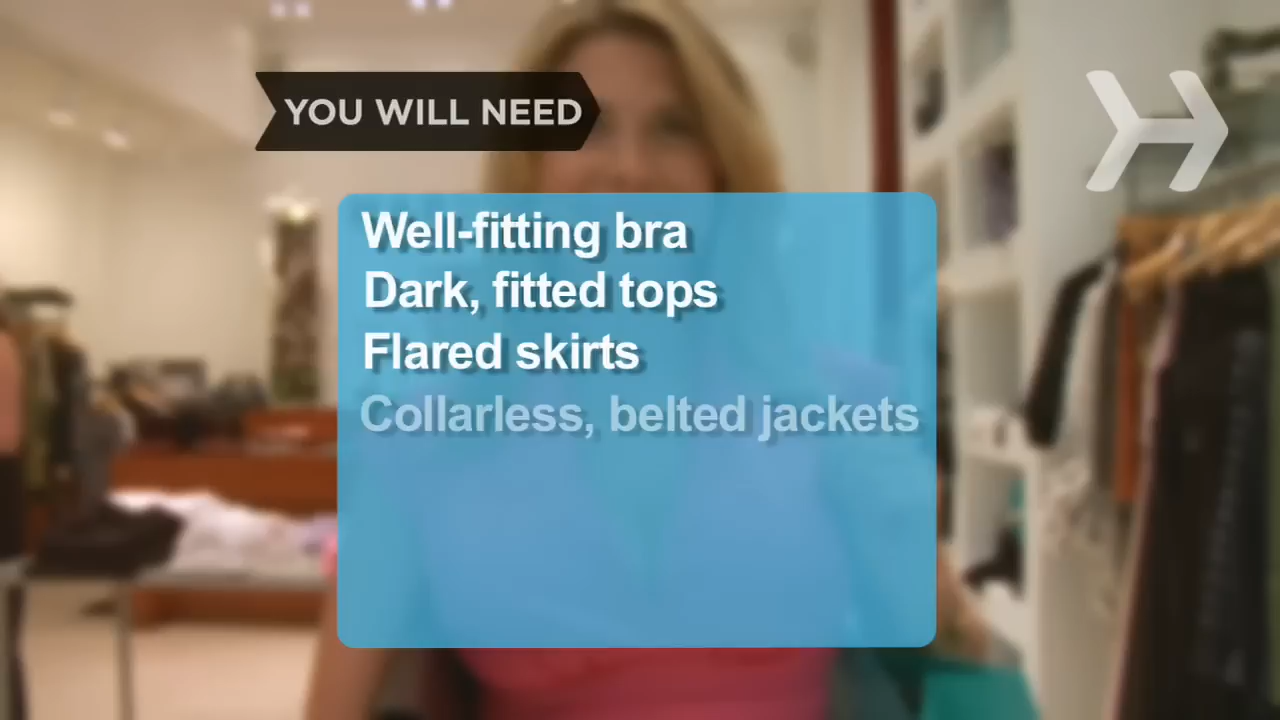 YOU WILL NEED
Well-fitting bra
Dark, fitted tops
Flared skirts
Collarless, belted jackets